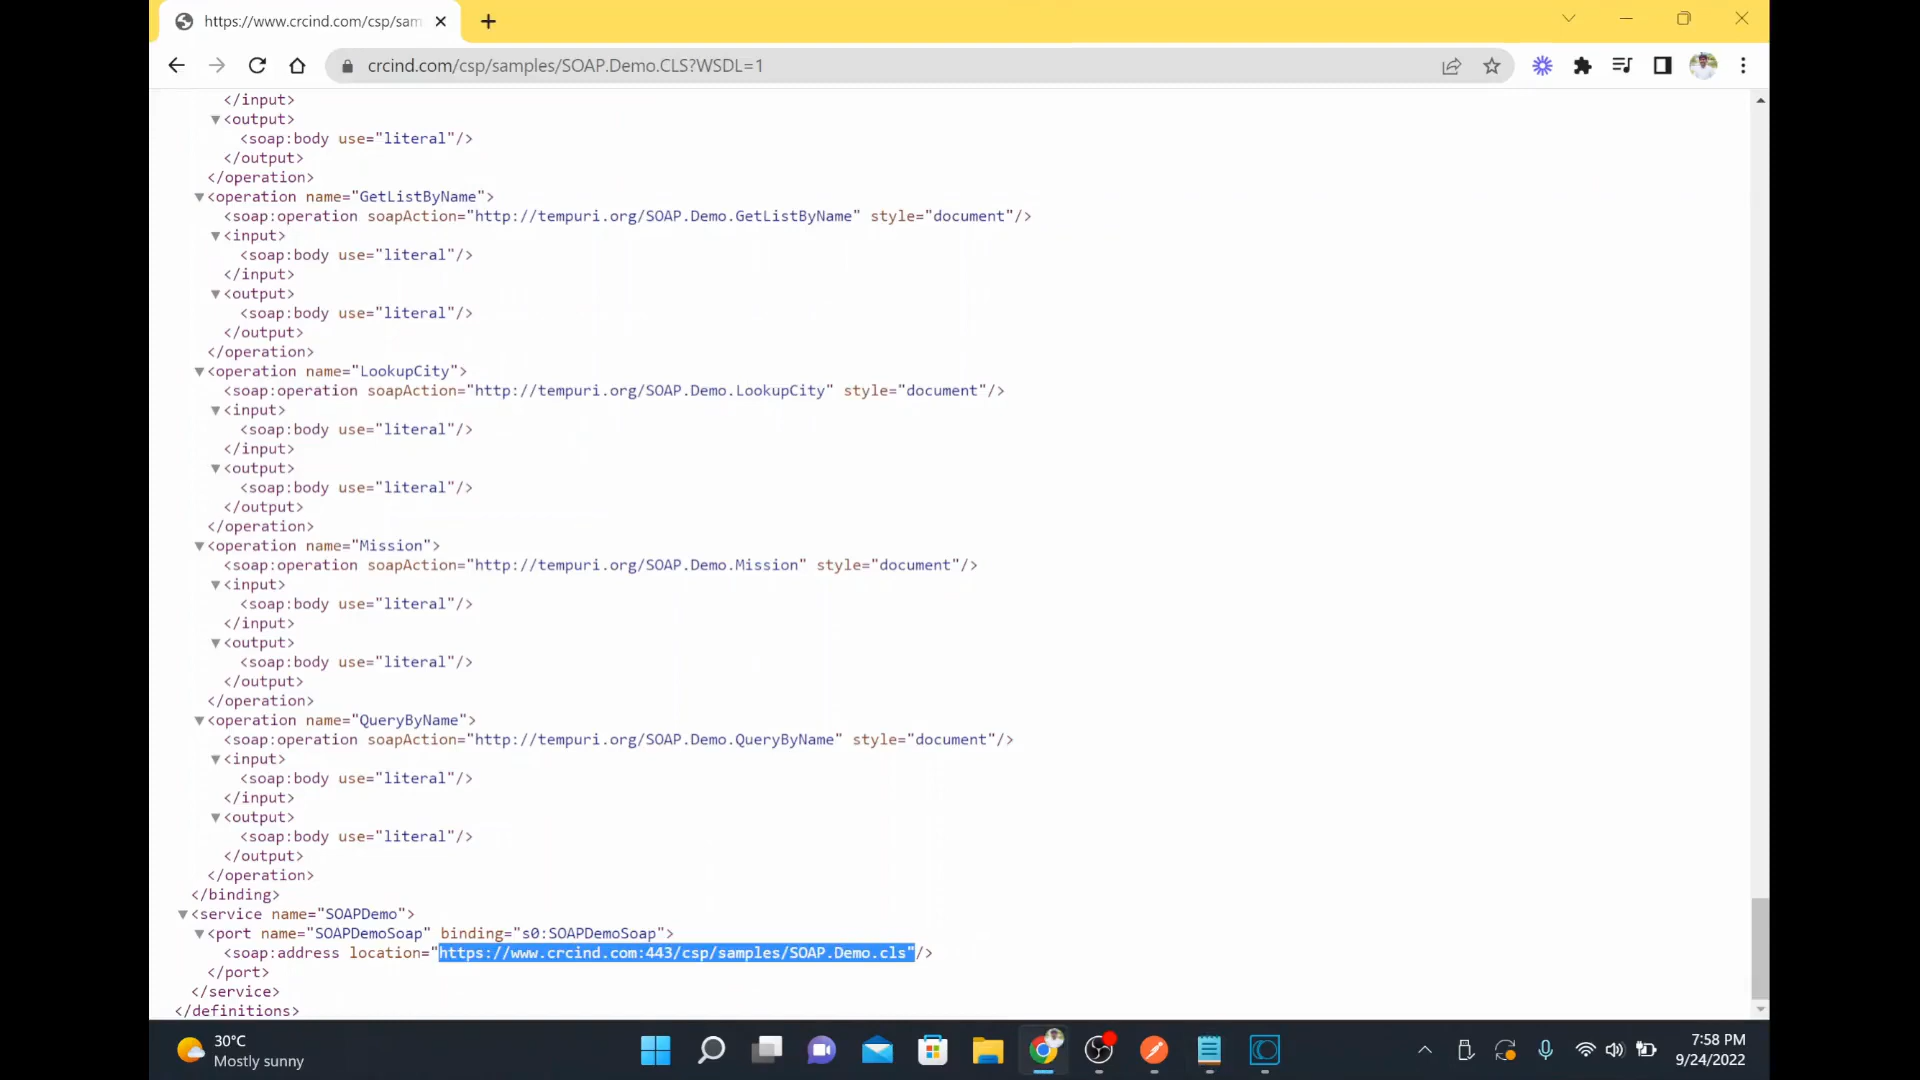 https://www.crcind.com/csp/sam
crcind.com/csp/samples/SOAP.Demo.CLS?WSDL=1
</input>
▼<output>
<soap:body use="literal"/>
</output>
</operation>
▼<operation name="GetListByName">
<soap:operation soapAction="http://tempuri.org/SOAP.Demo.GetListByName" style="document"/>
▼<input>
<soap:body use="literal"/>
</input>
▼<output>
<soap:body use="literal"/>
</output>
</operation>
▼<operation name="LookupCity">
<soap:operation soapAction="http://tempuri.org/SOAP.Demo.LookupCity" style="document"/>
▼<input>
<soap:body use="literal"/>
</input>
▼<output>
<soap:body use="literal"/>
</output>
</operation>
▼<operation name="Mission">
<soap:operation soapAction="http://tempuri.org/SOAP.Demo.Mission" style="document"/>
▼<input>
<soap:body use="literal"/>
</input>
▼<output>
<soap:body use="literal"/>
</output>
</operation>
▼<operation name="QueryByName">
<soap:operation soapAction="http://tempuri.org/SOAP.Demo.QueryByName" style="document"/>
▼<input>
<soap:body use="literal"/>
</input>
▼<output>
<soap:body use="literal"/>
</output>
</operation>
</binding>
▼<service name="SOAPDemo">
▼<port name="SOAPDemoSoap" binding="s0:SOAPDemoSoap">
<soap:address location="https://www.crcind.com:443/csp/samples/SOAP.Demo.cls"/>
</port>
</service>
</definitions>
30°C
Mostly sunny
7:58 PM
9/24/2022